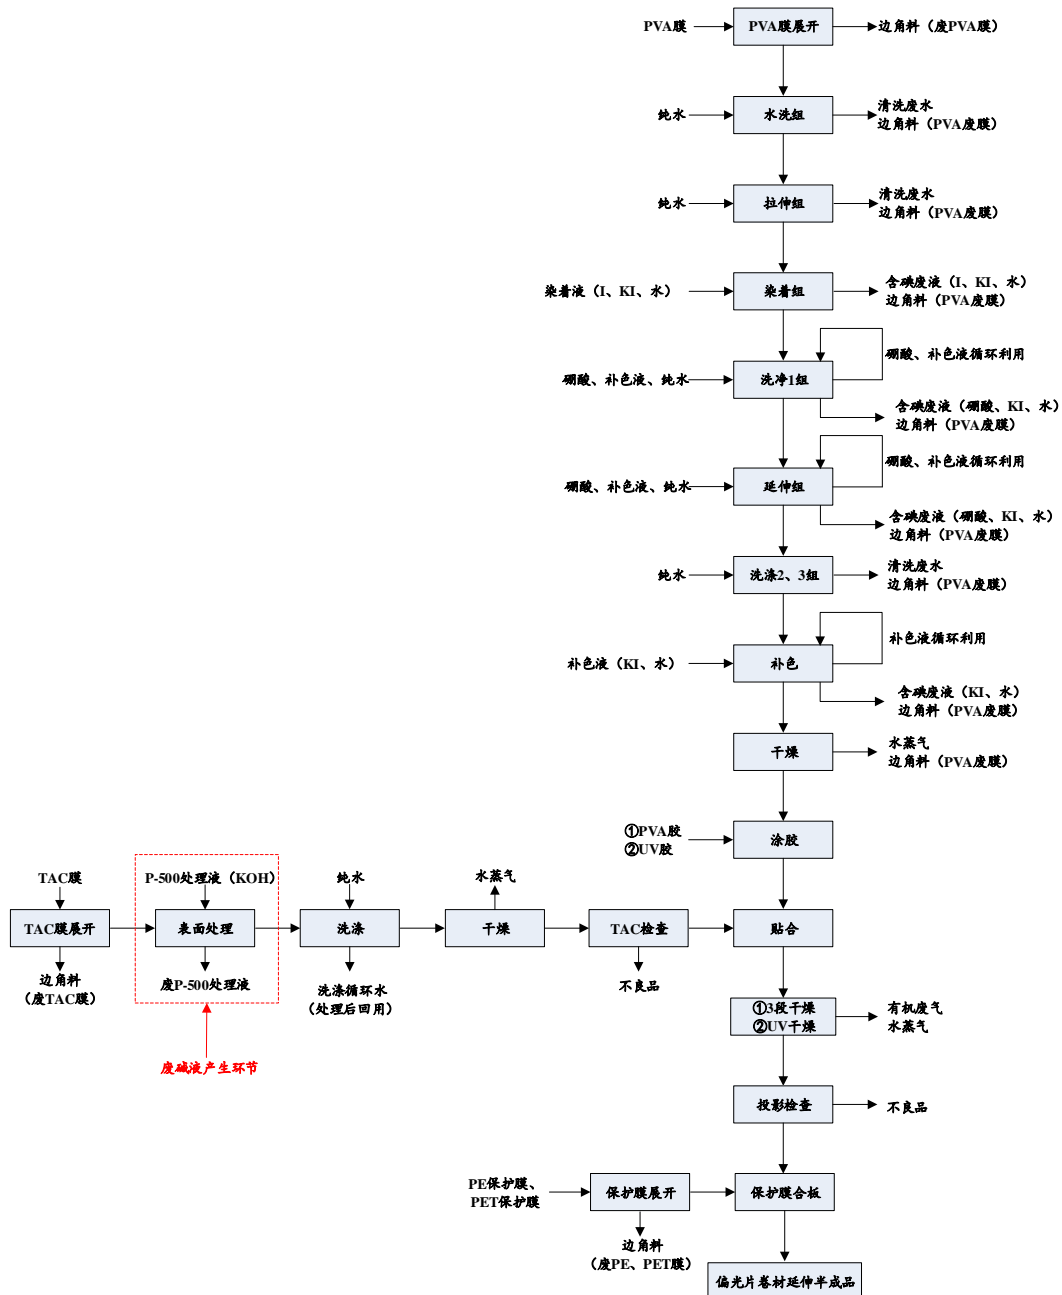 PVA膜
PVA膜展开
边角料（废PVA膜）
纯水
水洗组
清洗废水
边角料（PVA废膜）
纯水
拉伸组
清洗废水
边角料（PVA废膜）
染着液（I、KI、水）
染着组
含碘废液（I、KI、水）
边角料（PVA废膜）
硼酸、补色液循环利用
硼酸、补色液、纯水
洗净1组
含碘废液（硼酸、KI、水）
边角料（PVA废膜）
硼酸、补色液循环利用
硼酸、补色液、纯水
延伸组
含碘废液（硼酸、KI、水）
边角料（PVA废膜）
纯水
洗涤2、3组
清洗废水
边角料（PVA废膜）
补色液循环利用
补色液（KI、水）
补色
含碘废液（KI、水）
边角料（PVA废膜）
干燥
水蒸气
边角料（PVA废膜）
①PVA胶
②UV胶
涂胶
TAC膜
P-500处理液（KOH）
纯水
水蒸气
TAC膜展开
表面处理
洗涤
干燥
TAC检查
贴合
边角料
（废TAC膜）
废P-500处理液
洗涤循环水
（处理后回用）
不良品
①3段干燥
②UV干燥
有机废气
水蒸气
废碱液产生环节
投影检查
不良品
PE保护膜、
PET保护膜
保护膜展开
保护膜合板
边角料
（废PE、PET膜）
偏光片卷材延伸半成品